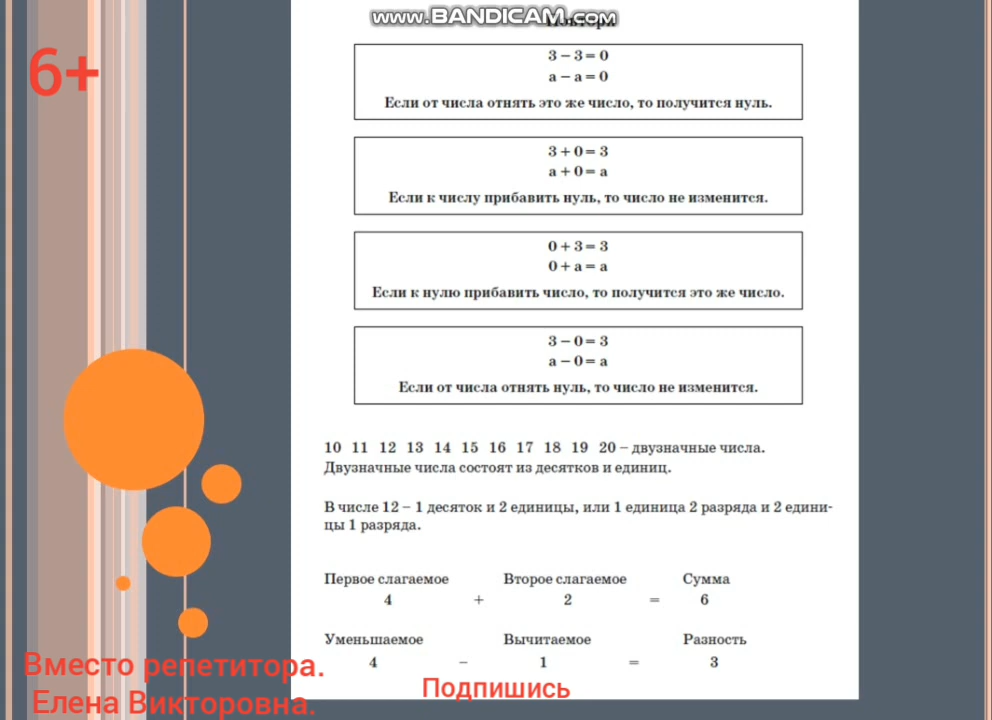 www.BANDICAM.com
6+
3 – 3 = 0
a – a = 0
Если от числа отнять это же число, то получится нуль.
3 + 0 = 3
a + 0 = a
Если к числу прибавить нуль, то число не изменится.
0 + 3 = 3
0 + a = a
Если к нулю прибавить число, то получится это же число.
3 – 0 = 3
a – 0 = a
Если от числа отнять нуль, то число не изменится.
10 11 12 13 14 15 16 17 18 19 20 – двузначные числа.
Двузначные числа состоят из десятков и единиц.
В числе 12 – 1 десяток и 2 единицы, или 1 единица 2 разряда и 2 едини-
цы 1 разряда.
Первое слагаемое Второе слагаемое Сумма
4 + 2 = 6
Уменьшаемое Вычитаемое Разность
4 – 1 = 3
Вместо репетитора.
Елена Викторовна.
Подпишись